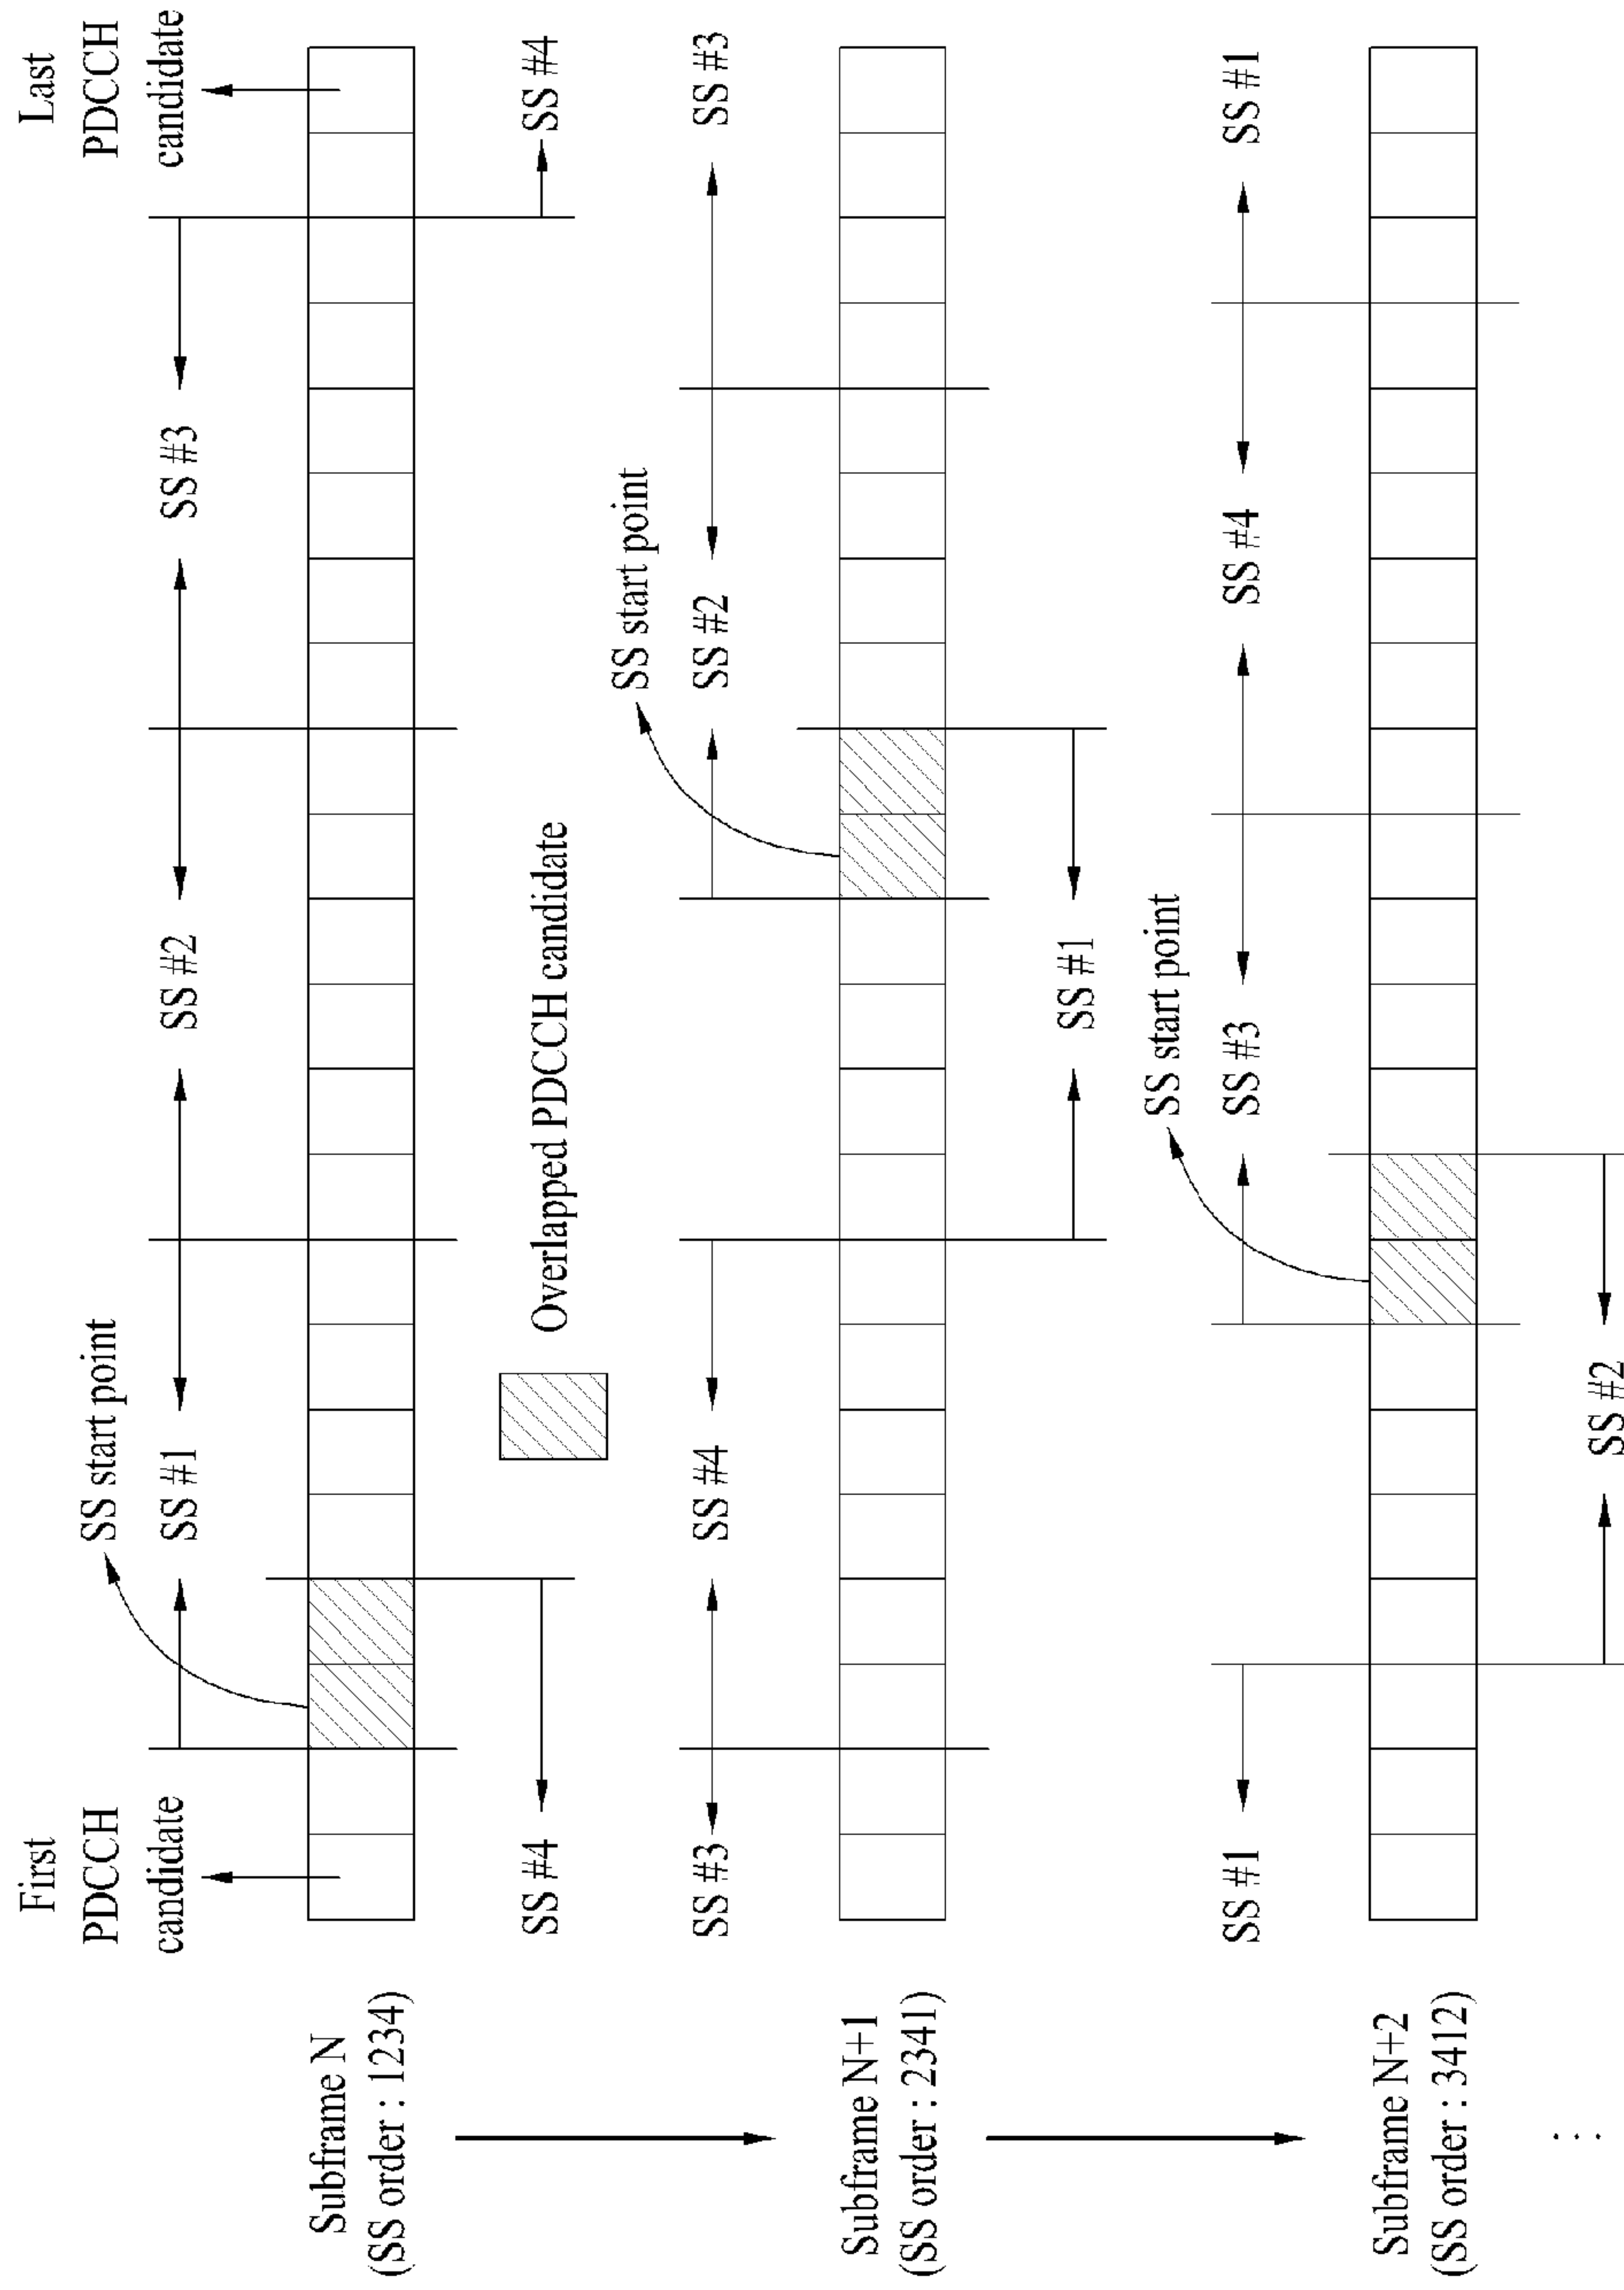 First
PDCCH
candidate
SS start point
Last
PDCCH
candidate
SS #1
SS #2
SS #3
Subframe N
(SS order : 1234)
SS #4
Overlapped PDCCH candidate
SS #4
SS start point
SS #3
SS #4
SS #2
SS #3
Subframe N+1
(SS order : 2341)
SS #1
SS start point
SS #1
SS #3
SS #4
SS #1
Subframe N+2
(SS order : 3412)
SS #2